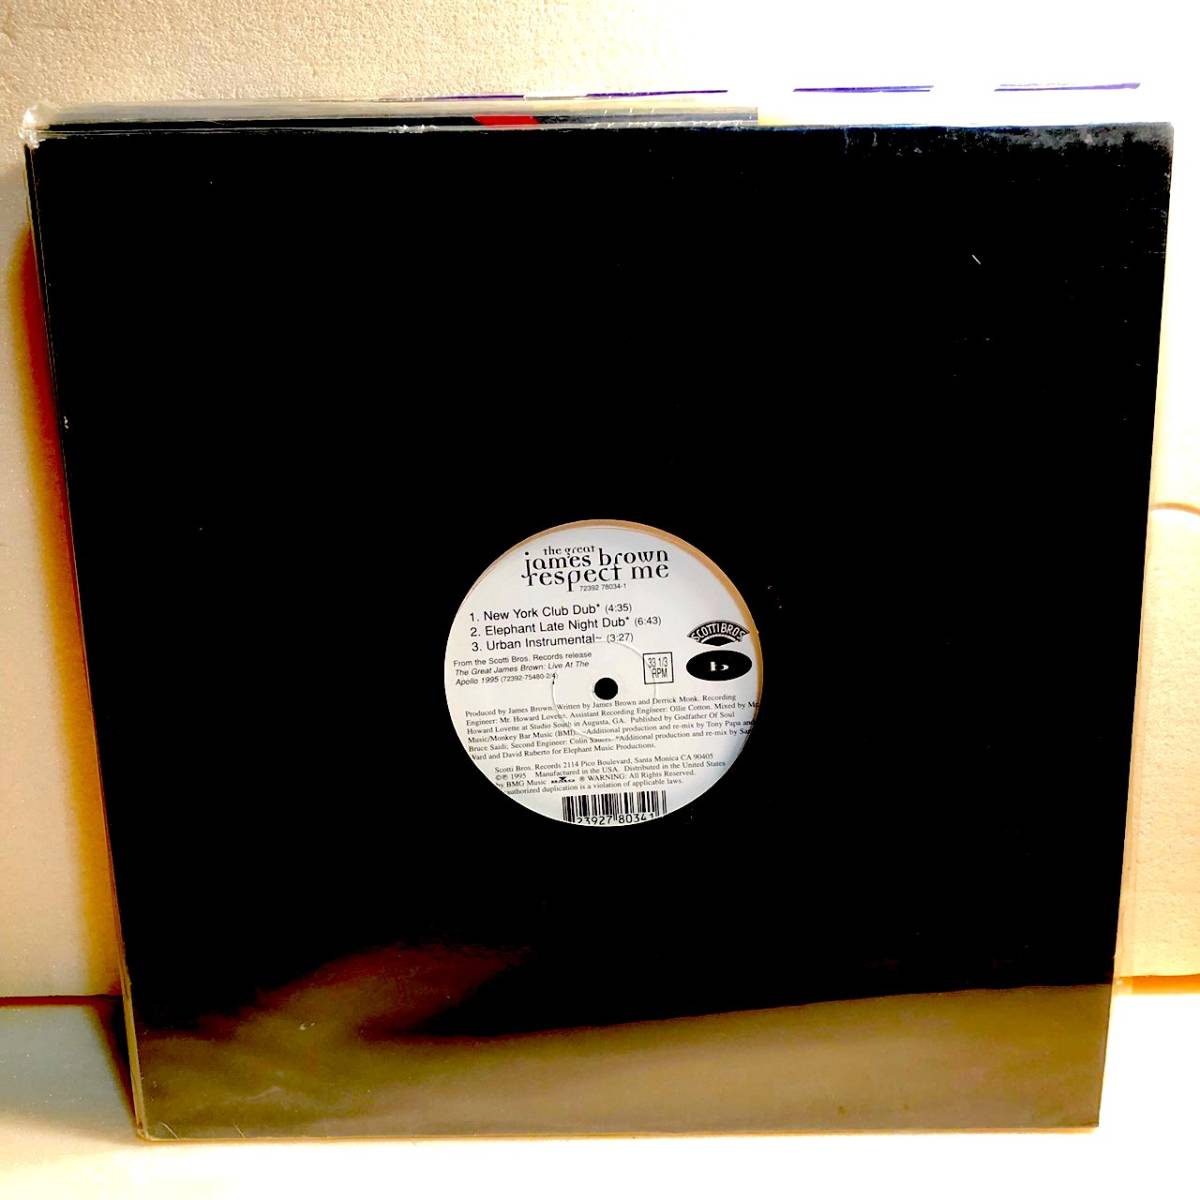 the great
james brown
respect me
72392 78034-1
1. New York Club Dub* (4:35)
2. Elephant Late Night Dub* (6:43)
3. Urban Instrumental~ (3:27)
SCOTTI BROS.
b
33 1/3
RPM
From the Scotti Bros. Records release
The Great James Brown: Live At The
Apollo 1995 (72392-75480-2/4)
Produced by James Brown. Written by James Brown and Derrick Monk. Recording
Engineer: Mr. Howard Lovette. Assistant Recording Engineer: Ollie Cotton. Mixed by Mr.
Howard Lovette at Studio South in Augusta, GA. Published by Godfather Of Soul
Music/Monkey Bar Music (BMI). ~Additional production and re-mix by Tony Papa and
Bruce Saidi; Second Engineer: Colin *Additional production and re-mix by
Ward and David Ruberto for Elephant Music Productions.
Scotti Bros. Records 2114 Pico Boulevard, Santa Monica CA 90405
©℗ 1995 Manufactured in the USA. Distributed in the United States
by BMG Music BMG ® WARNING: All Rights Reserved.
authorized duplication is a violation of applicable laws.
23927 80341